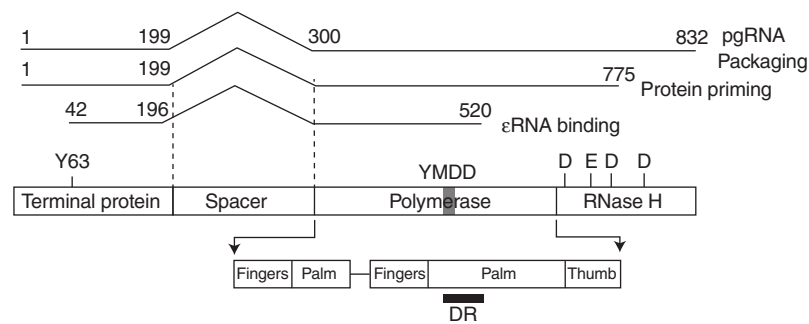 1 199 300 832 pgRNA
Packaging
1 199 775 Protein priming
42 196 520 εRNA binding
Y63 YMDD D E D D
Terminal protein Spacer Polymerase RNase H
Fingers Palm Fingers Palm Thumb
DR